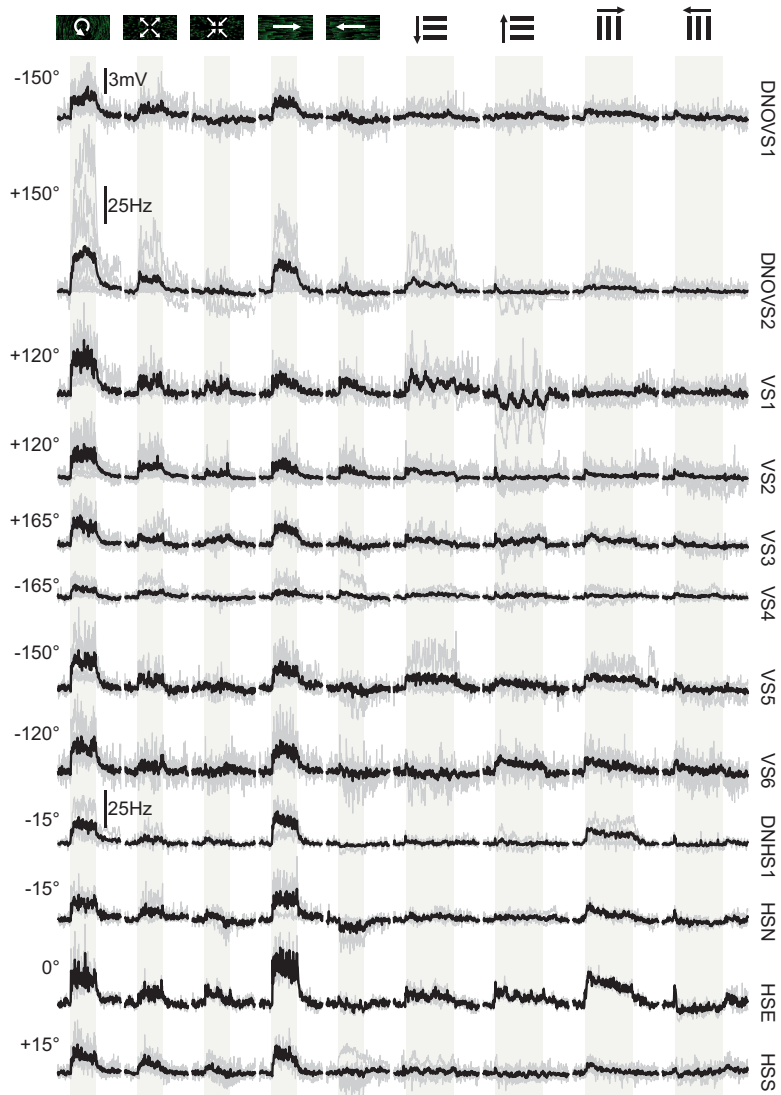 -150°
3mV
DNOVS1
+150°
25Hz
DNOVS2
+120°
VS1
+120°
VS2
+165°
VS3
-165°
VS4
-150°
VS5
-120°
VS6
25Hz
-15°
DNHS1
-15°
HSN
0°
HSE
+15°
HSS